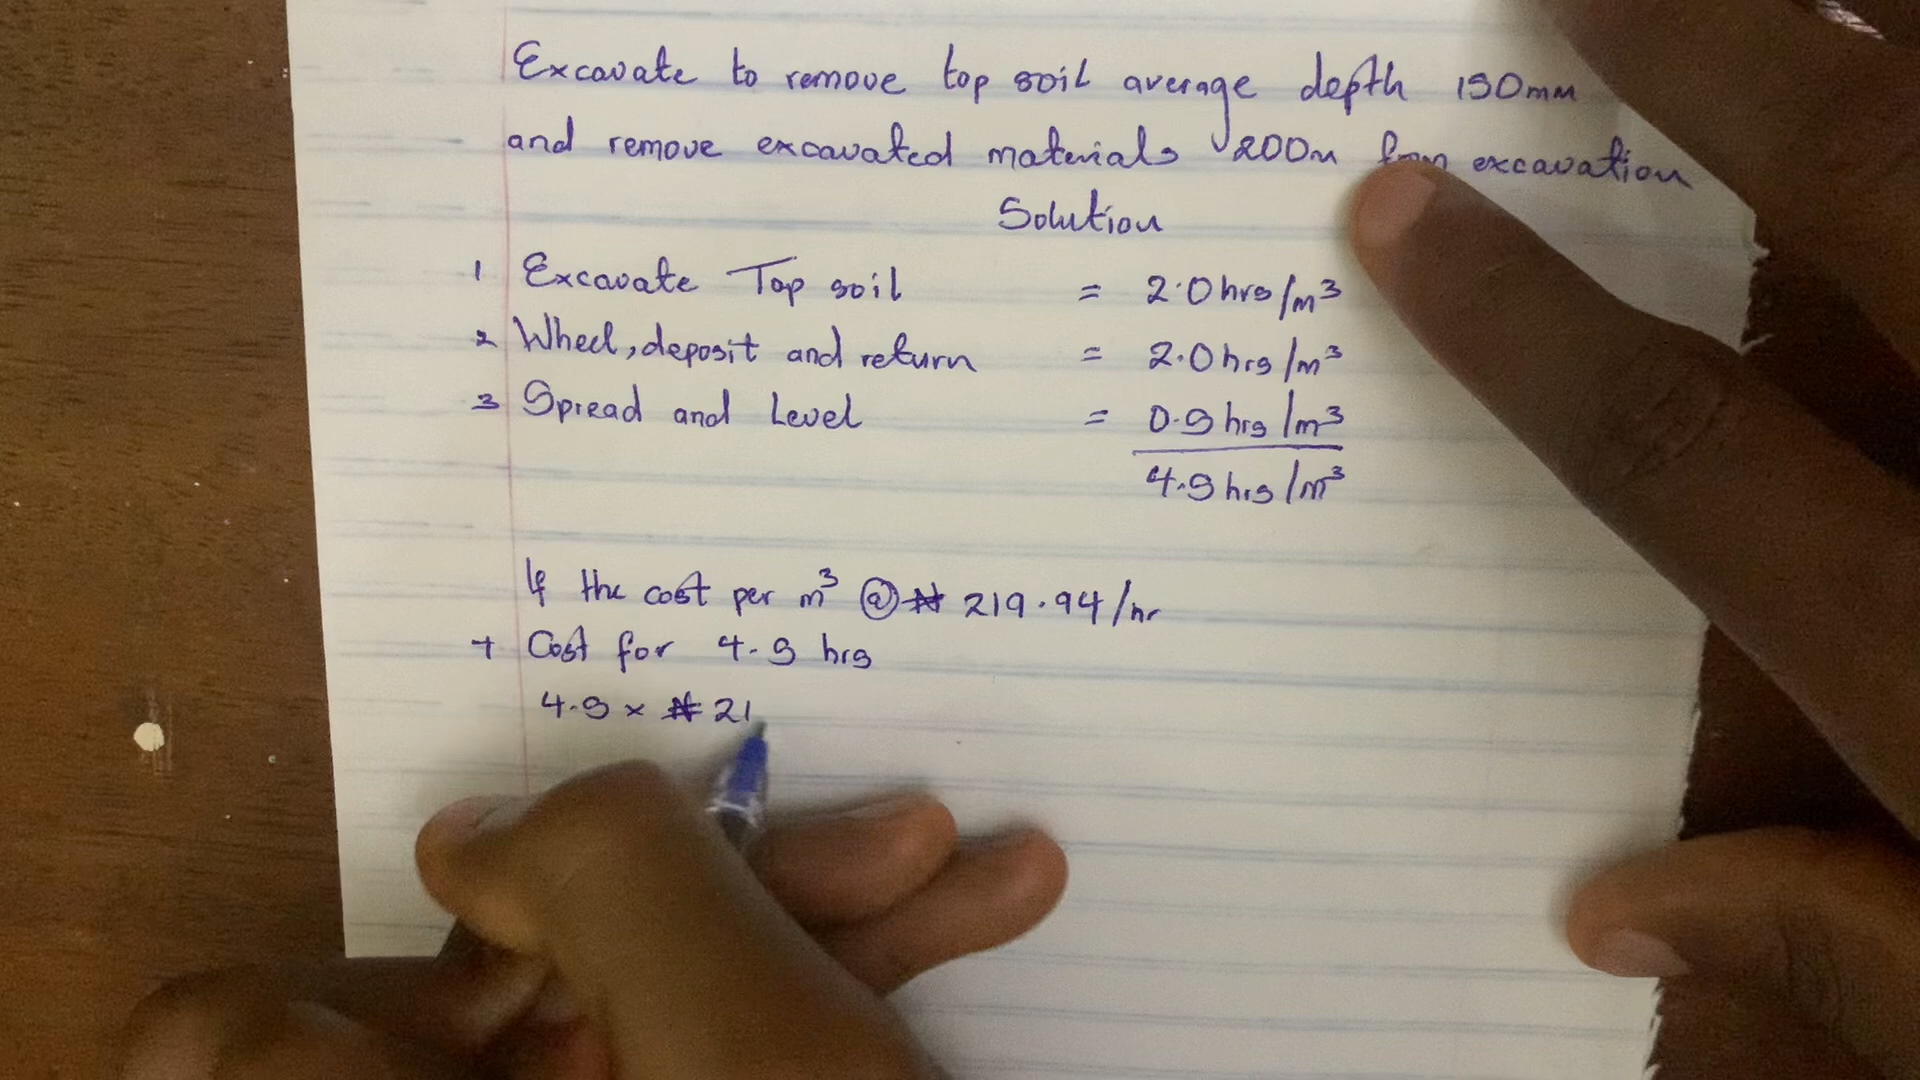 Excavate to remove top soil average depth 150mm
and remove excavated materials 200m from excavation
Solution
1 Excavate Top soil = 2.0 hrs/m³
2 Wheel, deposit and return = 2.0 hrs/m³
3 Spread and Level = 0.9 hrs/m³
4.9 hrs/m³
If the cost per m³ @ ₦ 219.94/hr
+ Cost for 4.9 hrs
4.9 × ₦ 21